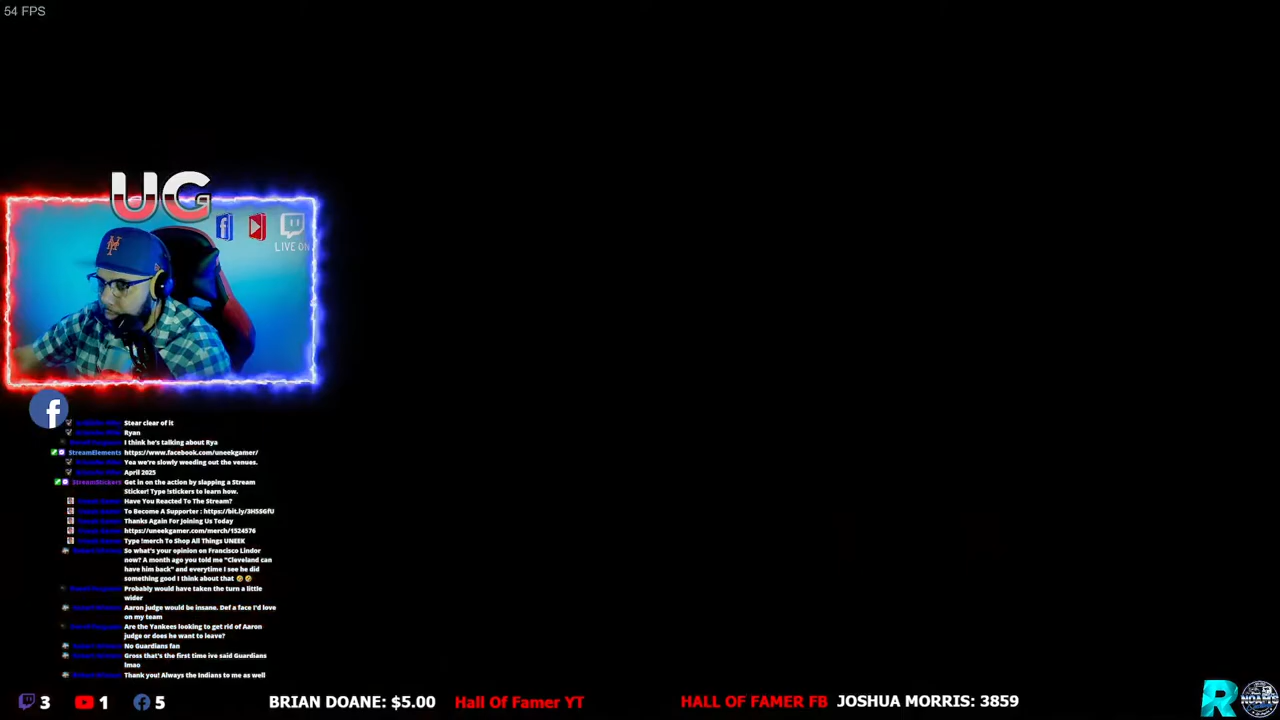 54 FPS
UG
LIVE ON
Stear clear of it
Ryan
I think he's talking about Rya
StreamElements https://www.facebook.com/uneekgamer/
Yea we're slowly weeding out the venues.
April 2025
StreamStickers Get in on the action by slapping a Stream
Sticker! Type !stickers to learn how.
Have You Reacted To The Stream?
To Become A Supporter : https://bit.ly/3H5SGfU
Thanks Again For Joining Us Today
https://uneekgamer.com/merch/1524576
Type !merch To Shop All Things UNEEK
So what's your opinion on Francisco Lindor
now? A month ago you told me "Cleveland can
have him back" and everytime I see he did
something good I think about that 🤣🤣
Probably would have taken the turn a little
wider
Aaron judge would be insane. Def a face I'd love
on my team
Are the Yankees looking to get rid of Aaron
judge or does he want to leave?
No Guardians fan
Gross that's the first time ive said Guardians
lmao
Thank you! Always the Indians to me as well
3 1 5 BRIAN DOANE: $5.00 Hall Of Famer YT HALL OF FAMER FB JOSHUA MORRIS: 3859